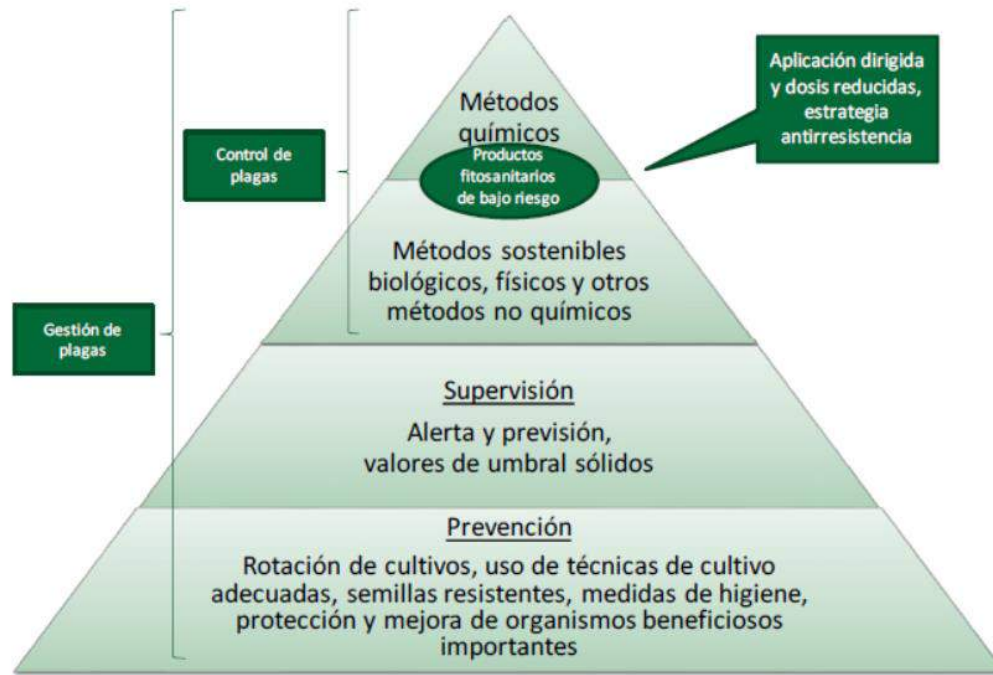 Métodos
químicos
Productos
fitosanitarios
de bajo riesgo
Aplicación dirigida
y dosis reducidas,
estrategia
antirresistencia
Control de
plagas
Métodos sostenibles
biológicos, físicos y otros
métodos no químicos
Gestión de
plagas
Supervisión
Alerta y previsión,
valores de umbral sólidos
Prevención
Rotación de cultivos, uso de técnicas de cultivo
adecuadas, semillas resistentes, medidas de higiene,
protección y mejora de organismos beneficiosos
importantes